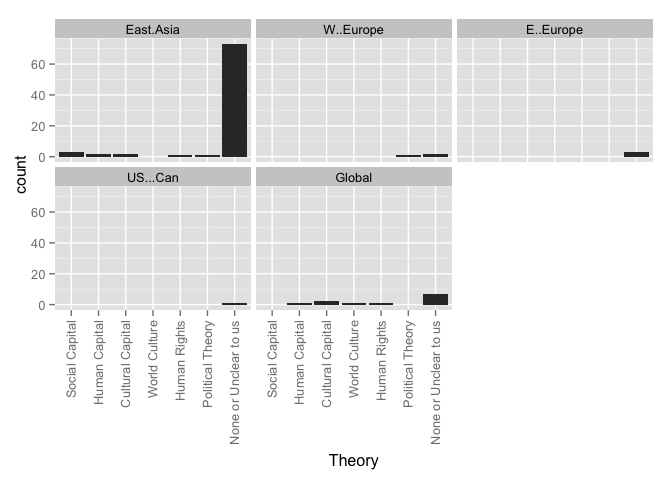 East.Asia
W..Europe
E..Europe
60
40
20
0
count
US...Can
Global
60
40
20
0
Social Capital
Human Capital
Cultural Capital
World Culture
Human Rights
Political Theory
None or Unclear to us
Social Capital
Human Capital
Cultural Capital
World Culture
Human Rights
Political Theory
None or Unclear to us
Theory